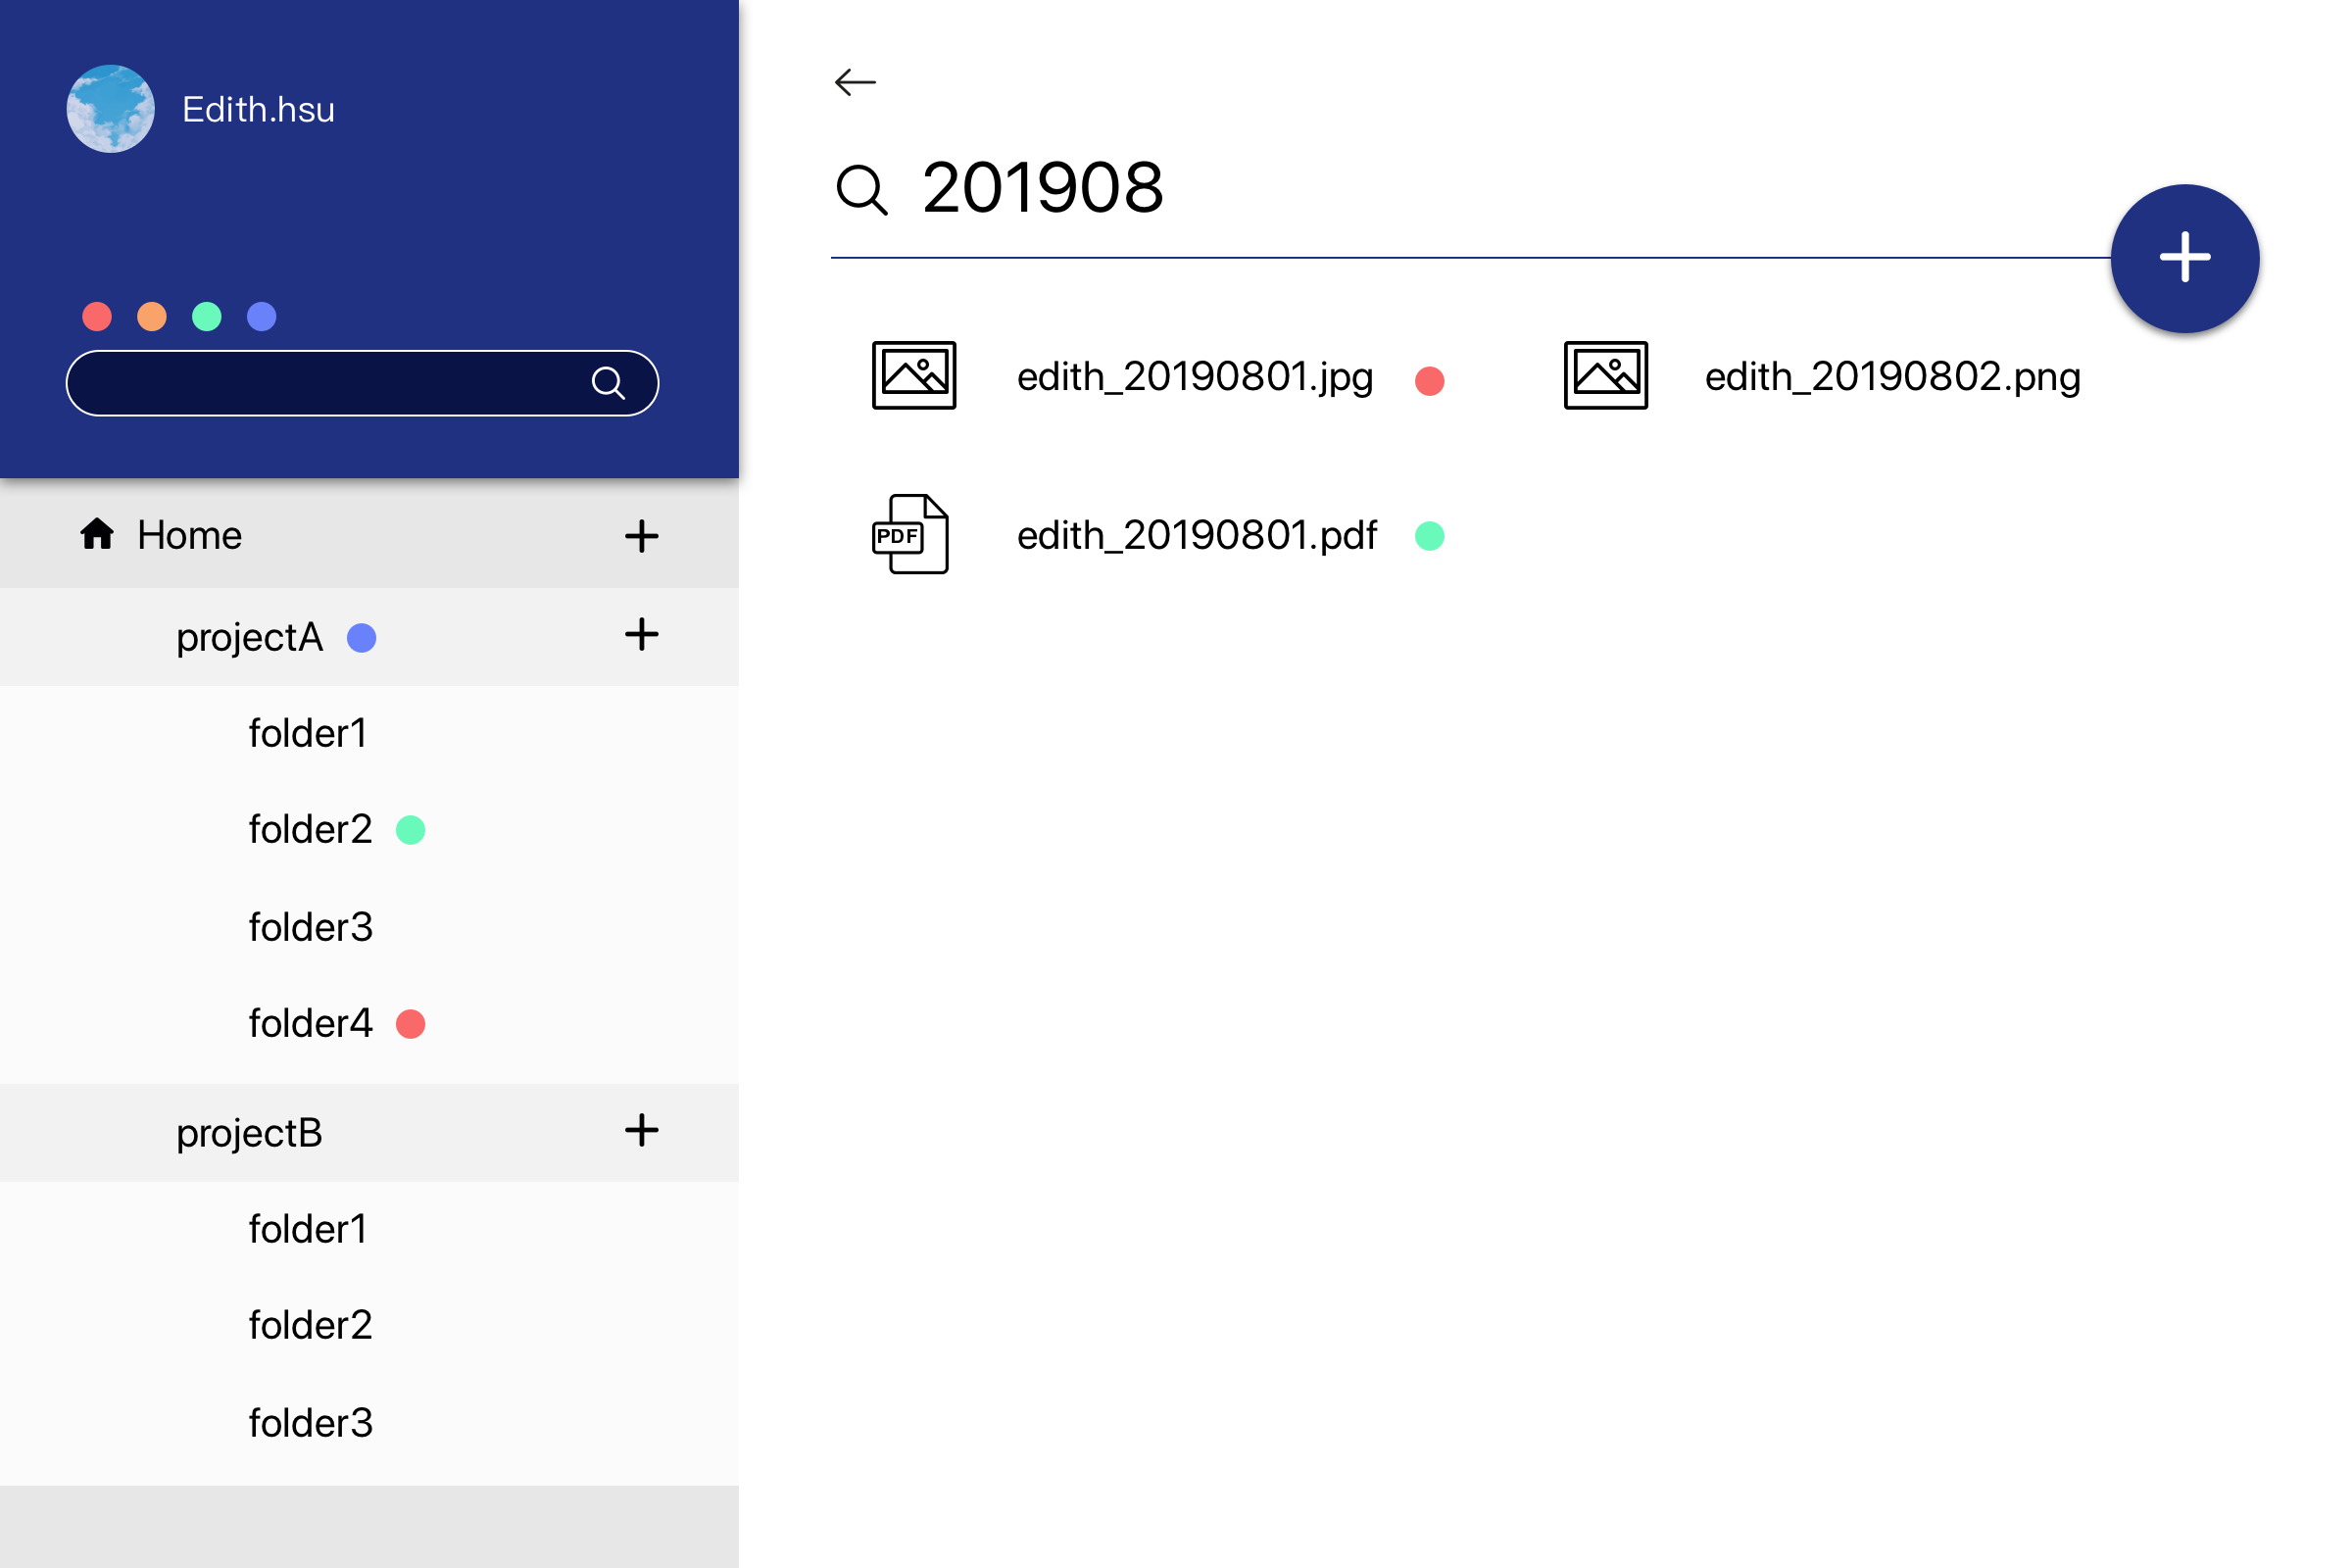 Edith.hsu
Home
projectA
folder1
folder2
folder3
folder4
projectB
folder1
folder2
folder3
201908
edith_20190801.jpg
edith_20190802.png
PDF
edith_20190801.pdf